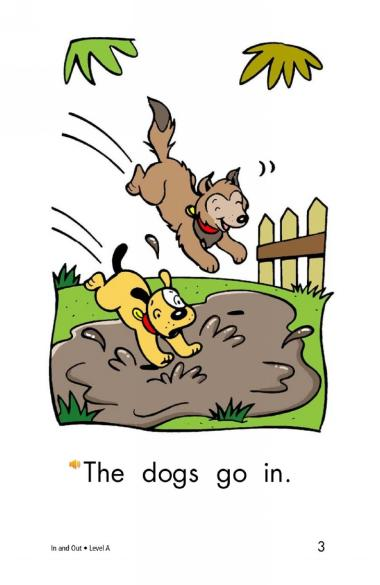 The dogs go in.
In and Out • Level A
3